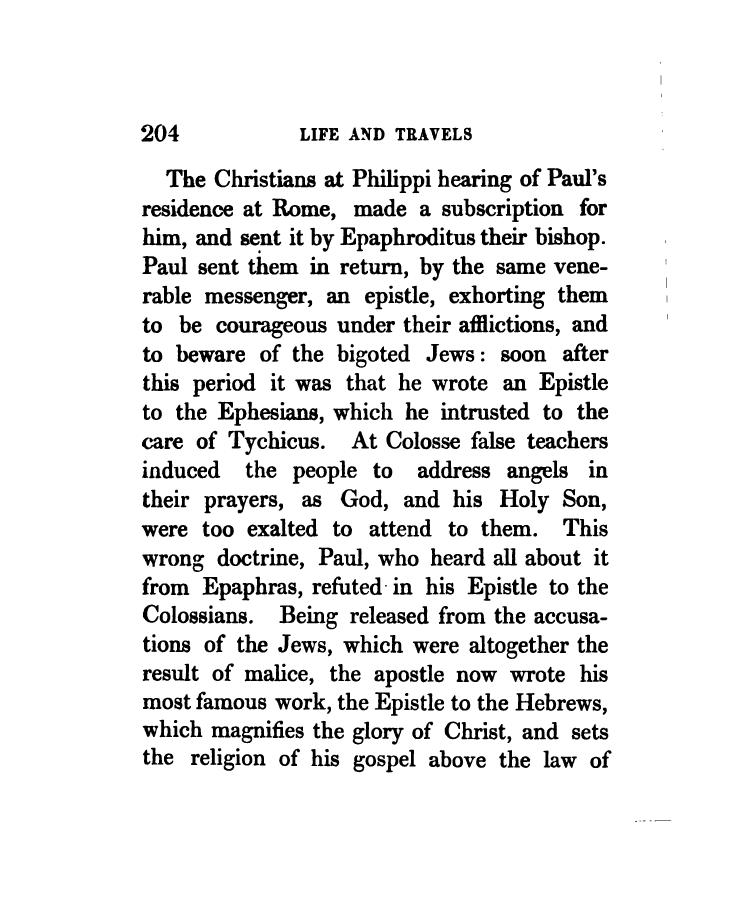 204 LIFE AND TRAVELS
The Christians at Philippi hearing of Paul's
residence at Rome, made a subscription for
him, and sent it by Epaphroditus their bishop.
Paul sent them in return, by the same vene-
rable messenger, an epistle, exhorting them
to be courageous under their afflictions, and
to beware of the bigoted Jews: soon after
this period it was that he wrote an Epistle
to the Ephesians, which he intrusted to the
care of Tychicus. At Colosse false teachers
induced the people to address angels in
their prayers, as God, and his Holy Son,
were too exalted to attend to them. This
wrong doctrine, Paul, who heard all about it
from Epaphras, refuted in his Epistle to the
Colossians. Being released from the accusa-
tions of the Jews, which were altogether the
result of malice, the apostle now wrote his
most famous work, the Epistle to the Hebrews,
which magnifies the glory of Christ, and sets
the religion of his gospel above the law of